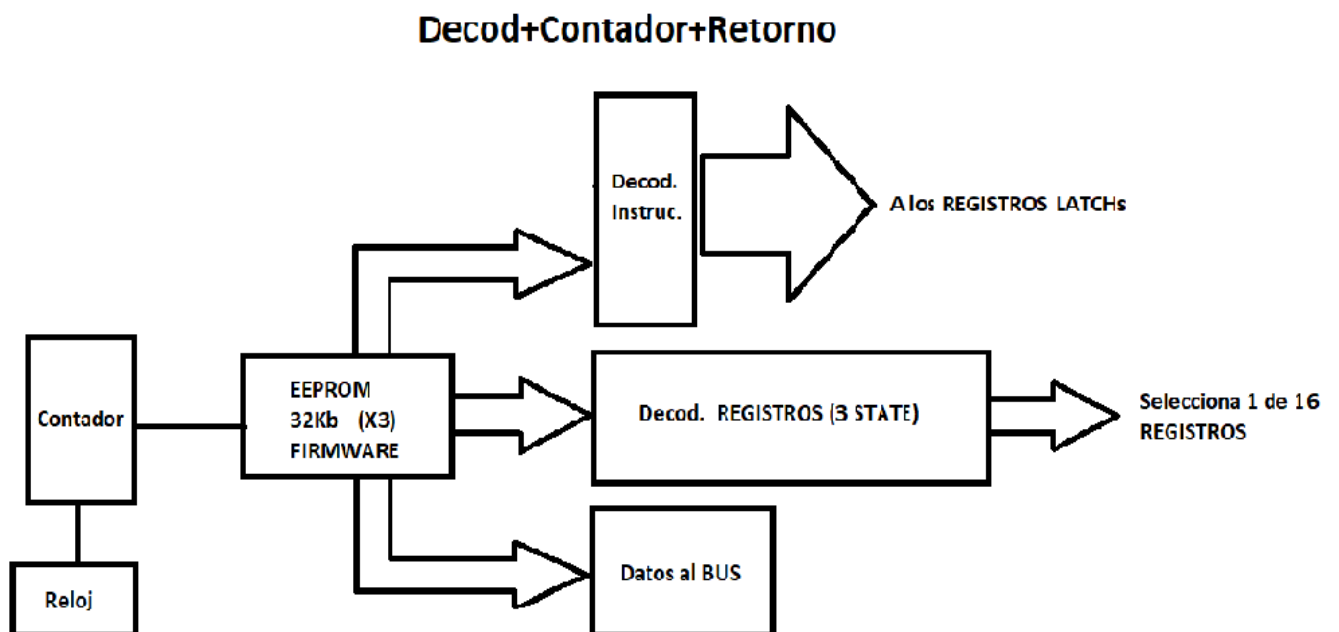 Decod+Contador+Retorno
Decod.
Instruc.
A los REGISTROS LATCHs
Contador
EEPROM
32Kb (X3)
FIRMWARE
Decod. REGISTROS (3 STATE)
Selecciona 1 de 16
REGISTROS
Datos al BUS
Reloj